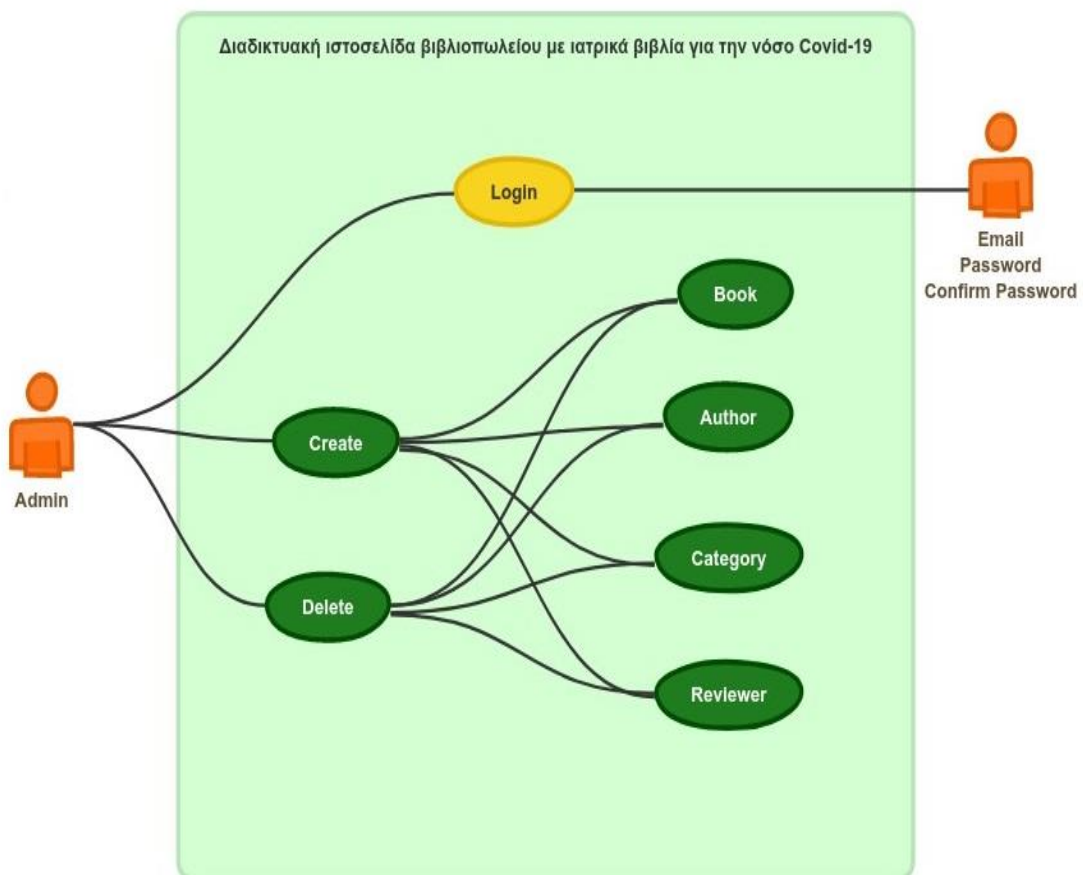 Διαδικτυακή ιστοσελίδα βιβλιοπωλείου με ιατρικά βιβλία για την νόσο Covid-19
Login
Email
Password
Confirm Password
Book
Author
Create
Admin
Category
Delete
Reviewer